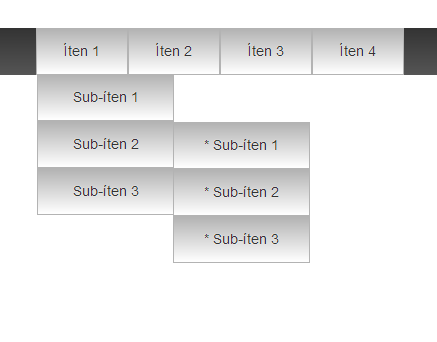 Íten 1
Íten 2
Íten 3
Íten 4
Sub-íten 1
Sub-íten 2
Sub-íten 3
* Sub-íten 1
* Sub-íten 2
* Sub-íten 3